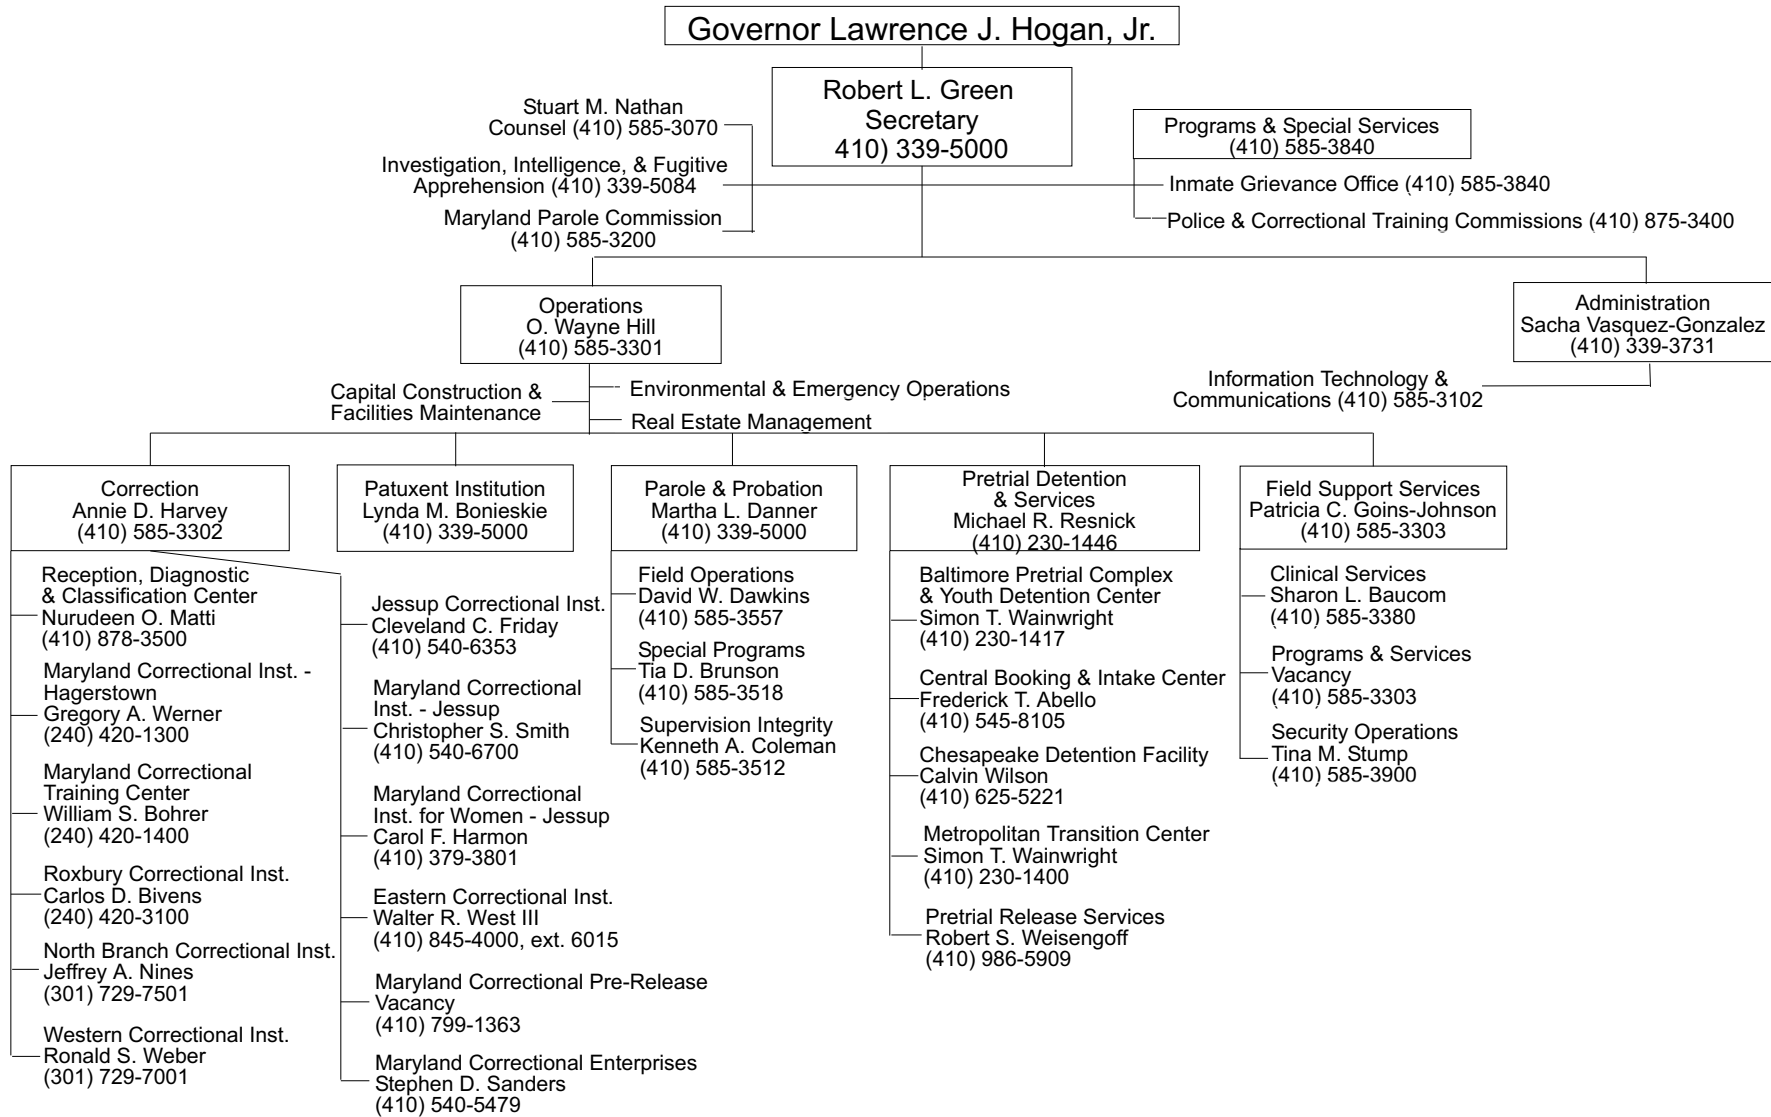 Governor Lawrence J. Hogan, Jr.
Robert L. Green
Secretary
410) 339-5000
Stuart M. Nathan
Counsel (410) 585-3070
Investigation, Intelligence, & Fugitive
Apprehension (410) 339-5084
Maryland Parole Commission
(410) 585-3200
Programs & Special Services
(410) 585-3840
Inmate Grievance Office (410) 585-3840
Police & Correctional Training Commissions (410) 875-3400
Operations
O. Wayne Hill
(410) 585-3301
Administration
Sacha Vasquez-Gonzalez
(410) 339-3731
Capital Construction &
Facilities Maintenance
Environmental & Emergency Operations
Real Estate Management
Information Technology &
Communications (410) 585-3102
Correction
Annie D. Harvey
(410) 585-3302
Patuxent Institution
Lynda M. Bonieskie
(410) 339-5000
Parole & Probation
Martha L. Danner
(410) 339-5000
Pretrial Detention
& Services
Michael R. Resnick
(410) 230-1446
Field Support Services
Patricia C. Goins-Johnson
(410) 585-3303
Reception, Diagnostic
& Classification Center
Nurudeen O. Matti
(410) 878-3500
Maryland Correctional Inst. -
Hagerstown
Gregory A. Werner
(240) 420-1300
Maryland Correctional
Training Center
William S. Bohrer
(240) 420-1400
Roxbury Correctional Inst.
Carlos D. Bivens
(240) 420-3100
North Branch Correctional Inst.
Jeffrey A. Nines
(301) 729-7501
Western Correctional Inst.
Ronald S. Weber
(301) 729-7001
Jessup Correctional Inst.
Cleveland C. Friday
(410) 540-6353
Maryland Correctional
Inst. - Jessup
Christopher S. Smith
(410) 540-6700
Maryland Correctional
Inst. for Women - Jessup
Carol F. Harmon
(410) 379-3801
Eastern Correctional Inst.
Walter R. West III
(410) 845-4000, ext. 6015
Maryland Correctional Pre-Release
Vacancy
(410) 799-1363
Maryland Correctional Enterprises
Stephen D. Sanders
(410) 540-5479
Field Operations
David W. Dawkins
(410) 585-3557
Special Programs
Tia D. Brunson
(410) 585-3518
Supervision Integrity
Kenneth A. Coleman
(410) 585-3512
Baltimore Pretrial Complex
& Youth Detention Center
Simon T. Wainwright
(410) 230-1417
Central Booking & Intake Center
Frederick T. Abello
(410) 545-8105
Chesapeake Detention Facility
Calvin Wilson
(410) 625-5221
Metropolitan Transition Center
Simon T. Wainwright
(410) 230-1400
Pretrial Release Services
Robert S. Weisengoff
(410) 986-5909
Clinical Services
Sharon L. Baucom
(410) 585-3380
Programs & Services
Vacancy
(410) 585-3303
Security Operations
Tina M. Stump
(410) 585-3900